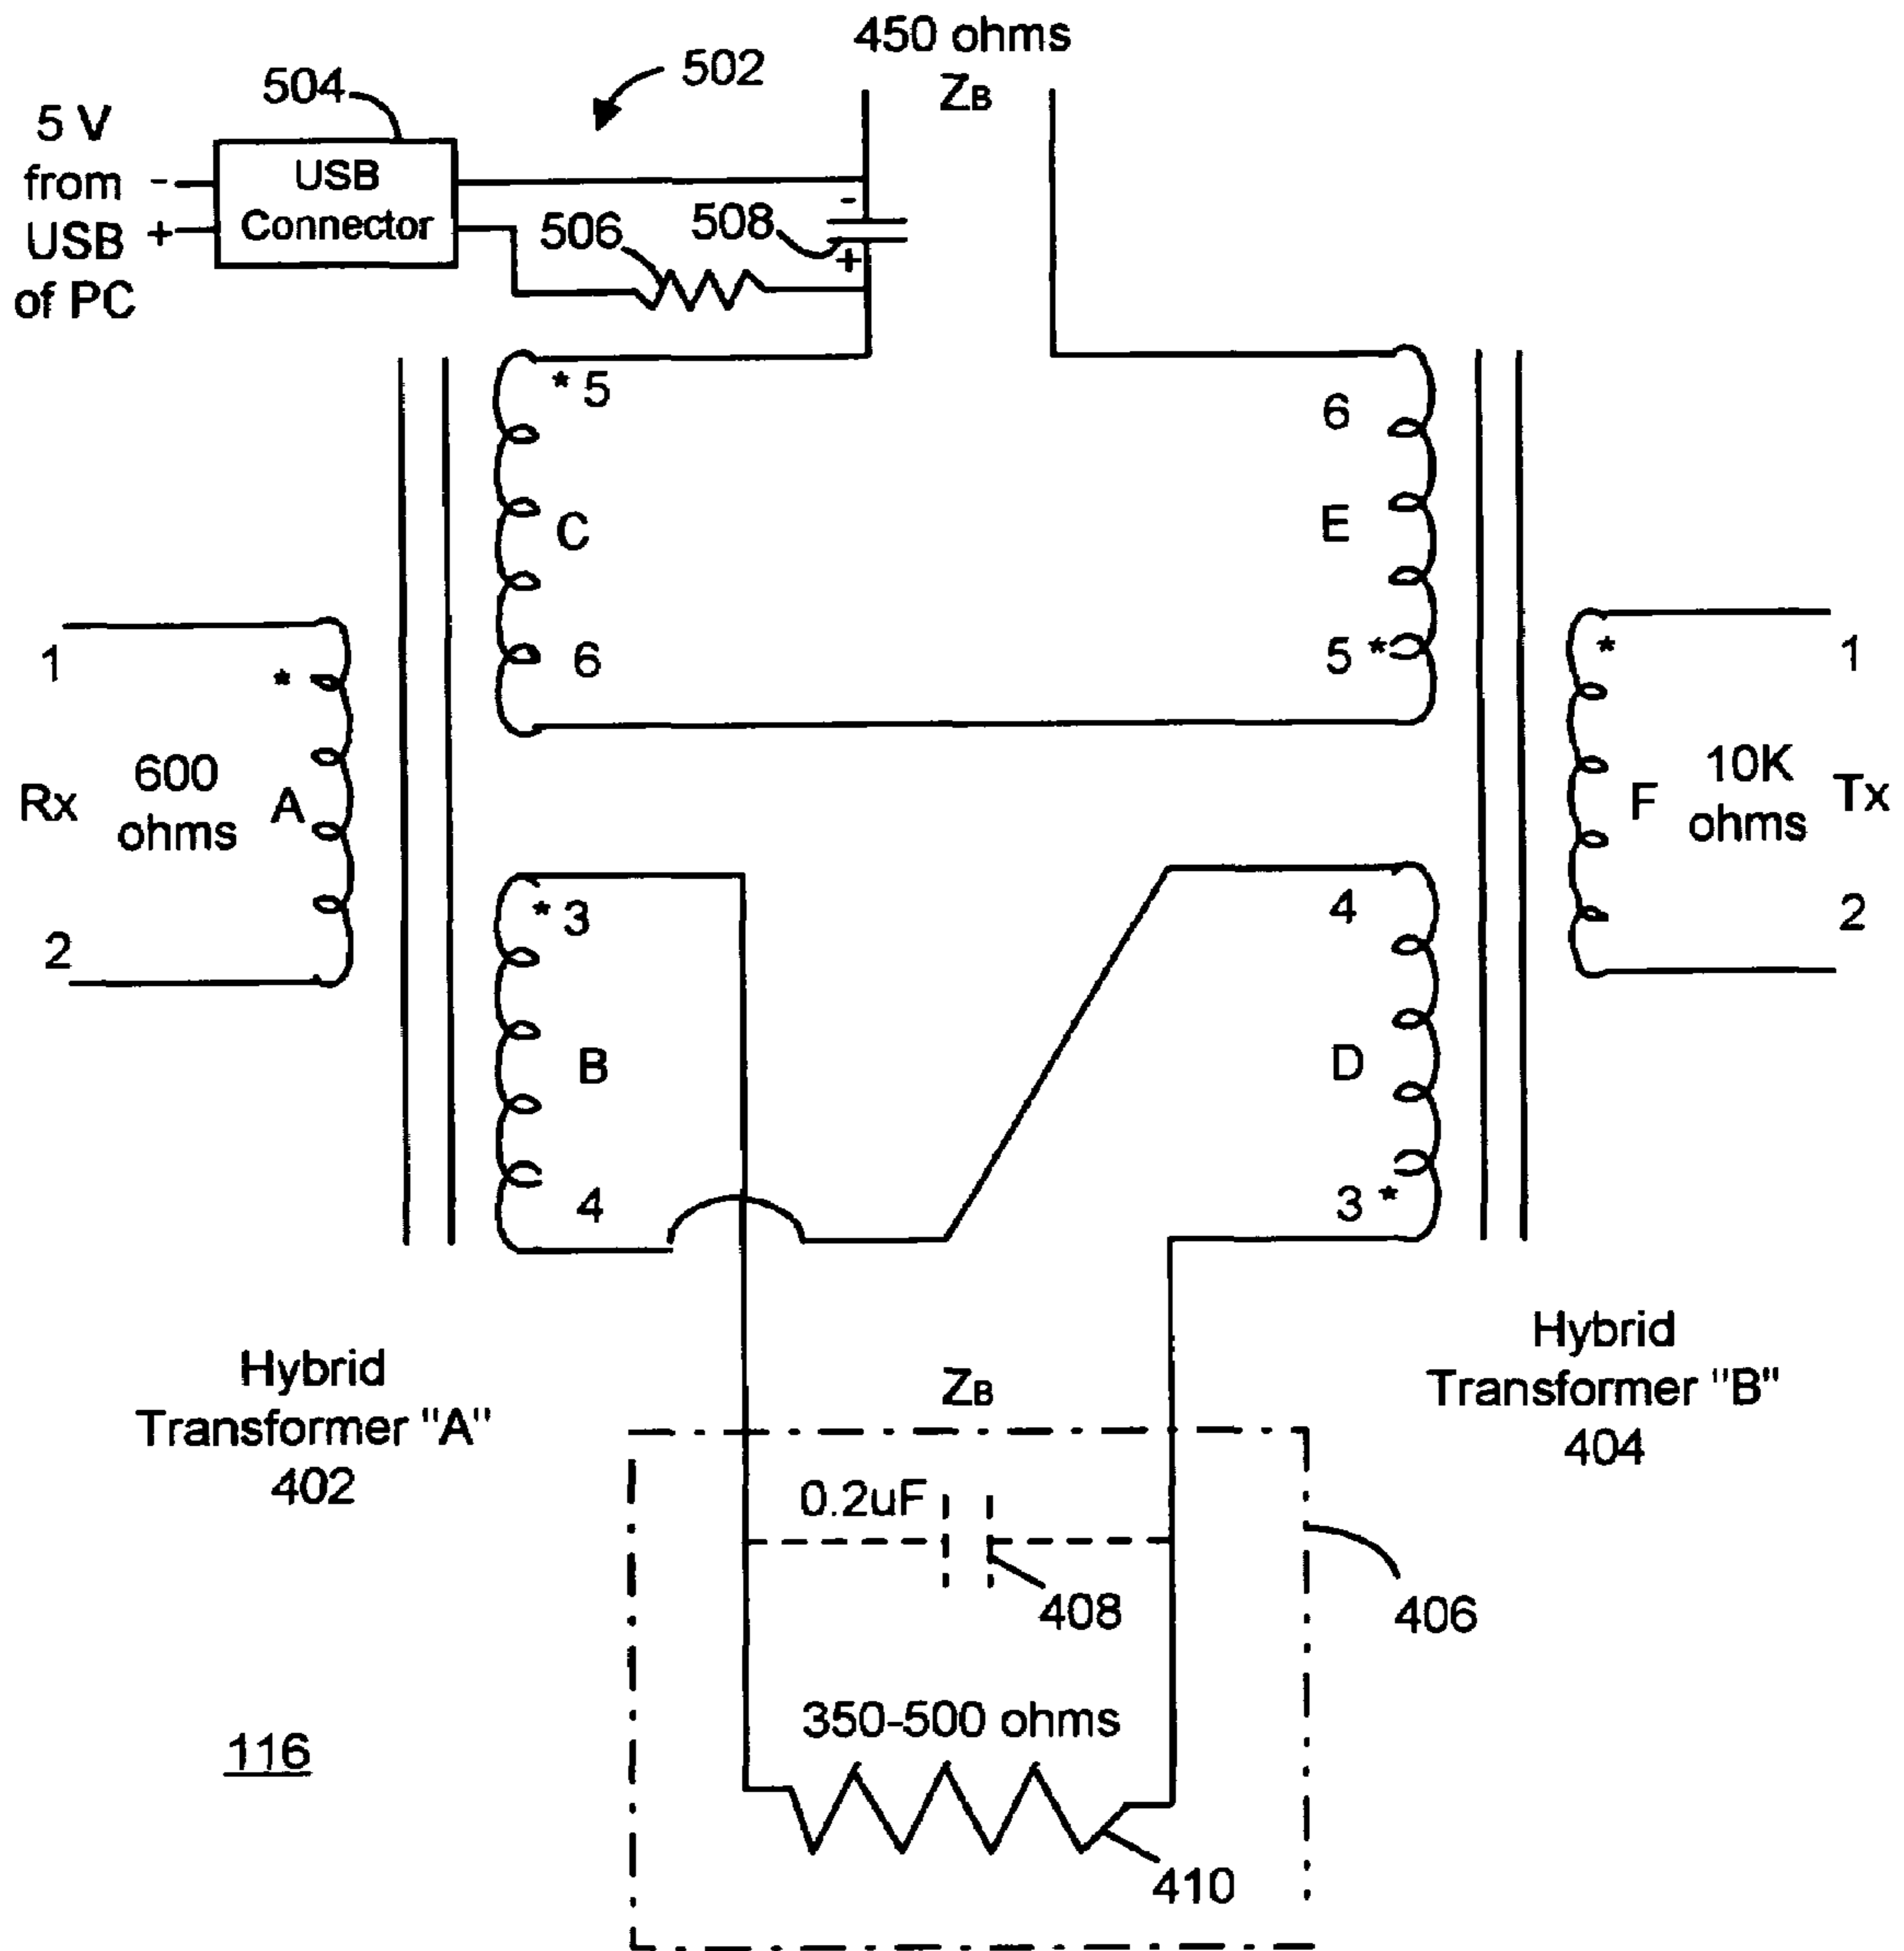 450 ohms
ZB
502
504
5 V
from
USB
of PC
-
+
USB
Connector
506
508
-
+
* 5
6
C
E
6
5 *
1
*
600
ohms
Rx
A
2
*
1
F
10K
ohms
Tx
2
* 3
4
B
D
4
3 *
Hybrid
Transformer "A"
402
Hybrid
Transformer "B"
404
ZB
0.2uF
408
406
350-500 ohms
410
116